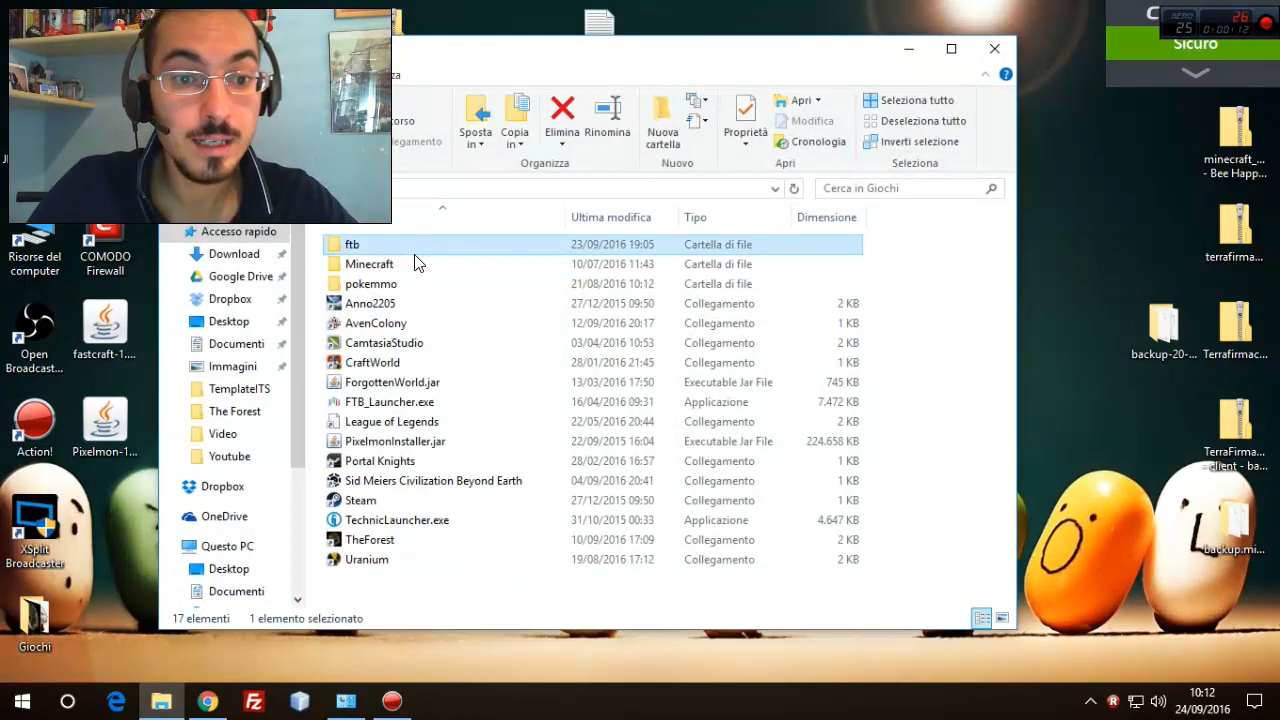 AERO
25
26
1:00:12
Sicuro
Sposta in
Copia in
Elimina
Rinomina
Nuova cartella
Proprietà
Apri
Modifica
Cronologia
Seleziona tutto
Deseleziona tutto
Inverti selezione
Organizza
Nuovo
Apri
Seleziona
Cerca in Giochi
Ultima modifica
Tipo
Dimensione
ftb 23/09/2016 19:05 Cartella di file
Minecraft 10/07/2016 11:43 Cartella di file
pokemmo 21/08/2016 10:12 Cartella di file
Anno2205 27/12/2015 09:50 Collegamento 2 KB
AvenColony 12/09/2016 20:17 Collegamento 1 KB
CamtasiaStudio 03/04/2016 10:53 Collegamento 2 KB
CraftWorld 28/01/2016 21:45 Collegamento 2 KB
ForgottenWorld.jar 13/03/2016 17:50 Executable Jar File 745 KB
FTB_Launcher.exe 16/04/2016 09:31 Applicazione 7.472 KB
League of Legends 22/05/2016 20:44 Collegamento 2 KB
PixelmonInstaller.jar 22/09/2015 16:04 Executable Jar File 224.658 KB
Portal Knights 28/02/2016 16:57 Collegamento 1 KB
Sid Meiers Civilization Beyond Earth 04/09/2016 20:41 Collegamento 1 KB
Steam 27/12/2015 09:50 Collegamento 2 KB
TechnicLauncher.exe 31/10/2015 00:33 Applicazione 4.647 KB
TheForest 10/09/2016 17:09 Collegamento 2 KB
Uranium 19/08/2016 17:12 Collegamento 2 KB
Accesso rapido
Download
Google Drive
Dropbox
Desktop
Documenti
Immagini
TemplateITS
The Forest
Video
Youtube
Dropbox
OneDrive
Questo PC
Desktop
Documenti
17 elementi
1 elemento selezionato
Risorse del computer
COMODO Firewall
Open Broadcast...
fastcraft-1....
Action!
Pixelmon-1...
XSplit Broadcaster
Giochi
minecraft_... - Bee Happ...
terrafirma...
backup-20-...
Terrafirmac...
TerraFirma... - client - ba...
backup.mi...
10:12
24/09/2016